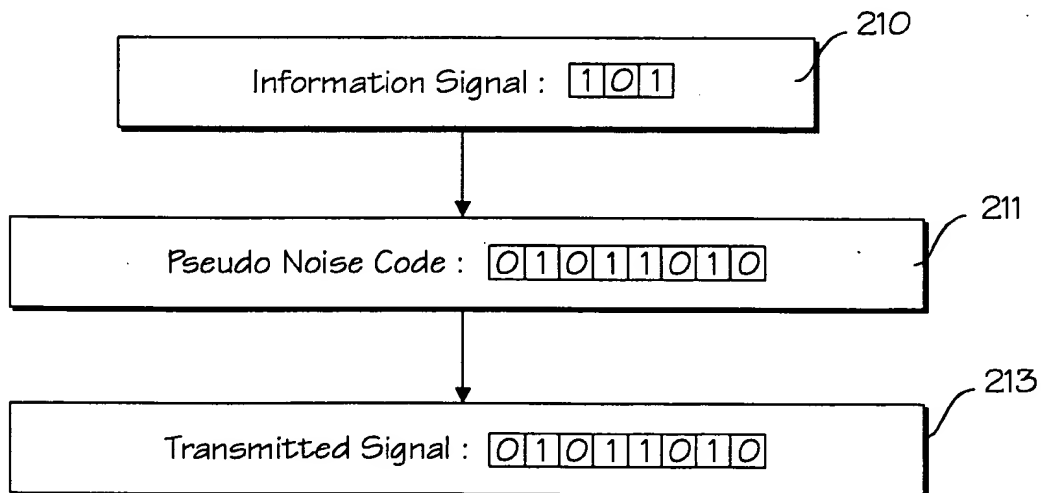 210
Information Signal : 1 0 1
211
Pseudo Noise Code : 0 1 0 1 1 0 1 0
213
Transmitted Signal : 0 1 0 1 1 0 1 0